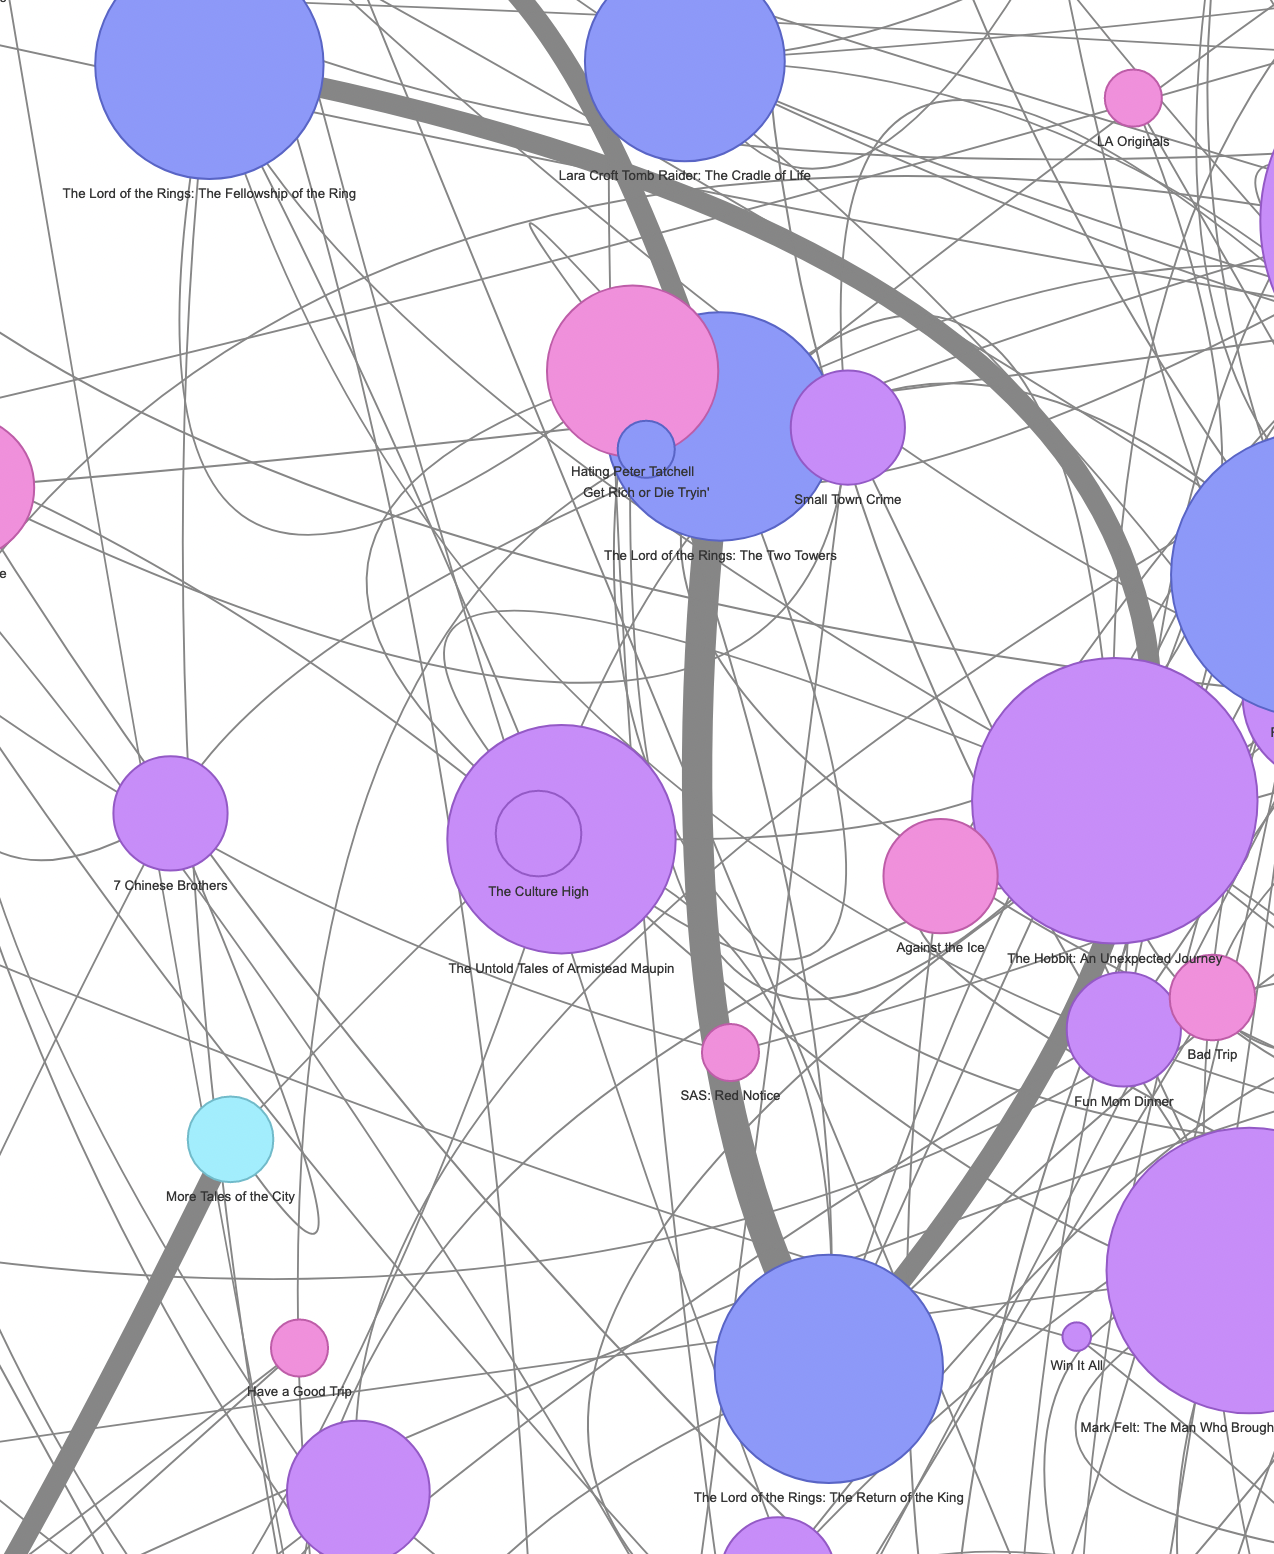 LA Originals
Lara Croft Tomb Raider: The Cradle of Life
The Lord of the Rings: The Fellowship of the Ring
Hating Peter Tatchell
Get Rich or Die Tryin'
Small Town Crime
The Lord of the Rings: The Two Towers
e
7 Chinese Brothers
The Culture High
Against the Ice
The Hobbit: An Unexpected Journey
The Untold Tales of Armistead Maupin
Bad Trip
SAS: Red Notice
Fun Mom Dinner
More Tales of the City
Win It All
Have a Good Trip
Mark Felt: The Man Who Brough
The Lord of the Rings: The Return of the King